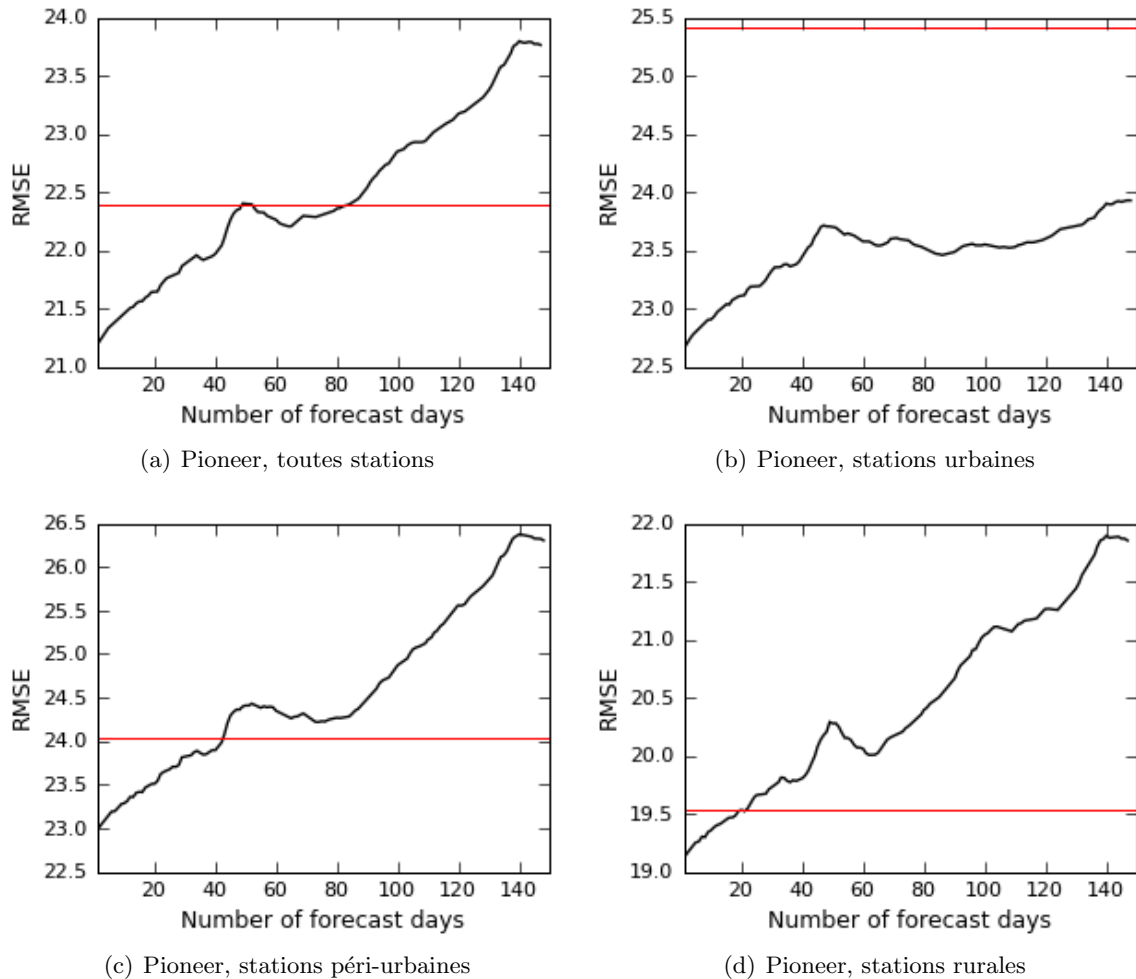 24.0
23.5
23.0
22.5
22.0
21.5
21.0
RMSE
20 40 60 80 100 120 140
Number of forecast days
(a) Pioneer, toutes stations
25.5
25.0
24.5
24.0
23.5
23.0
22.5
RMSE
20 40 60 80 100 120 140
Number of forecast days
(b) Pioneer, stations urbaines
26.5
26.0
25.5
25.0
24.5
24.0
23.5
23.0
22.5
RMSE
20 40 60 80 100 120 140
Number of forecast days
(c) Pioneer, stations péri-urbaines
22.0
21.5
21.0
20.5
20.0
19.5
19.0
RMSE
20 40 60 80 100 120 140
Number of forecast days
(d) Pioneer, stations rurales